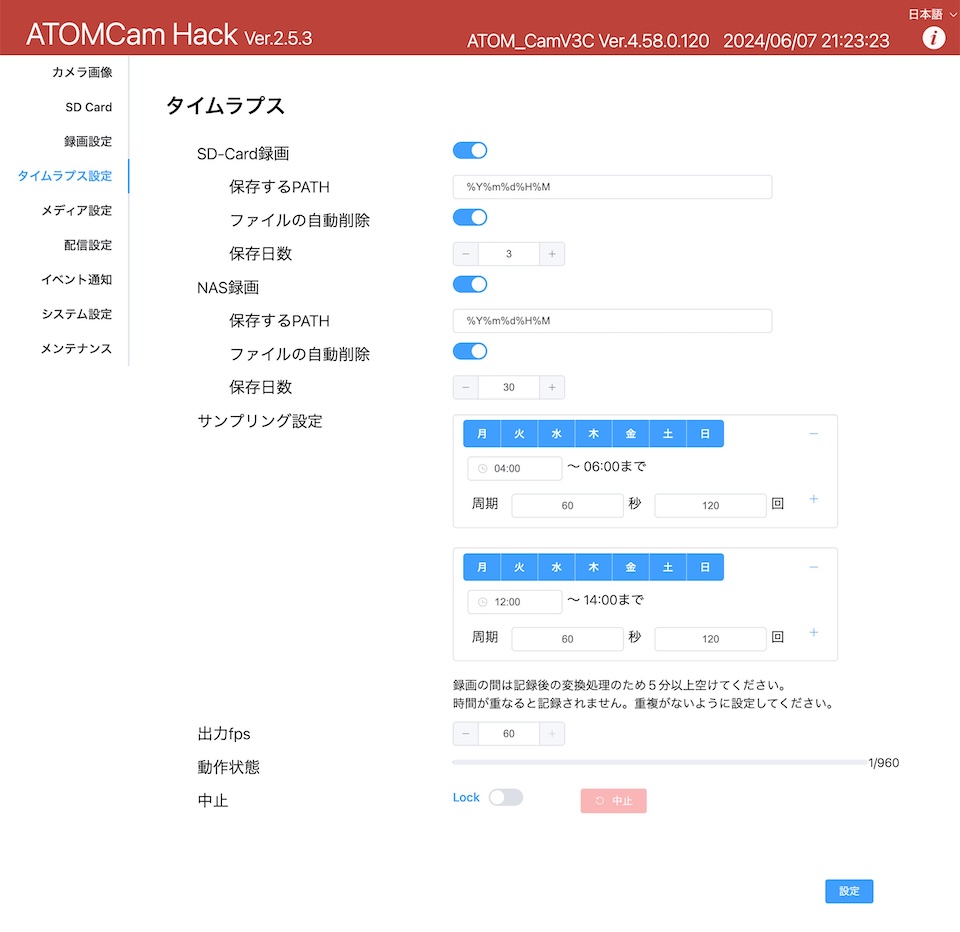 日本語
ATOMCam Hack Ver.2.5.3
ATOM_CamV3C Ver.4.58.0.120 2024/06/07 21:23:23
カメラ画像
SD Card
録画設定
タイムラプス設定
メディア設定
配信設定
イベント通知
システム設定
メンテナンス
タイムラプス
SD-Card録画
保存するPATH %Y%m%d%H%M
ファイルの自動削除
保存日数 − 3 +
NAS録画
保存するPATH %Y%m%d%H%M
ファイルの自動削除
保存日数 − 30 +
サンプリング設定
月 火 水 木 金 土 日 −
04:00 〜 06:00まで
周期 60 秒 120 回 +
月 火 水 木 金 土 日 −
12:00 〜 14:00まで
周期 60 秒 120 回 +
録画の間は記録後の変換処理のため５分以上空けてください。
時間が重なると記録されません。重複がないように設定してください。
出力fps − 60 +
動作状態 1/960
中止 Lock 中止
設定